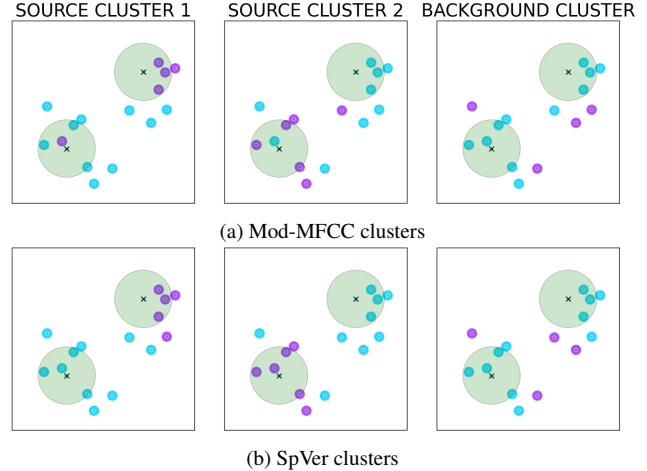 SOURCE CLUSTER 1 SOURCE CLUSTER 2 BACKGROUND CLUSTER
(a) Mod-MFCC clusters
(b) SpVer clusters